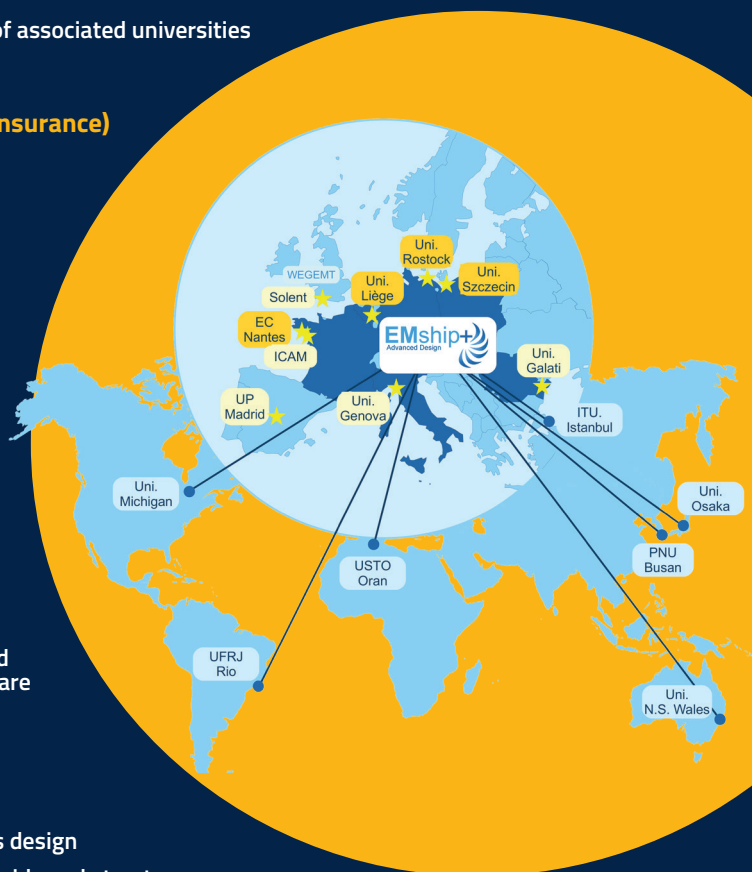 of associated universities
nsurance)
WEGEMT
Solent
EC
Nantes
ICAM
Uni.
Liège
Uni.
Rostock
Uni.
Szczecin
EMship+
Advanced Design
UP
Madrid
Uni.
Genova
Uni.
Galati
ITU.
Istanbul
Uni.
Michigan
USTO
Oran
Uni.
Osaka
PNU
Busan
UFRJ
Rio
Uni.
N.S. Wales
d
are
s design